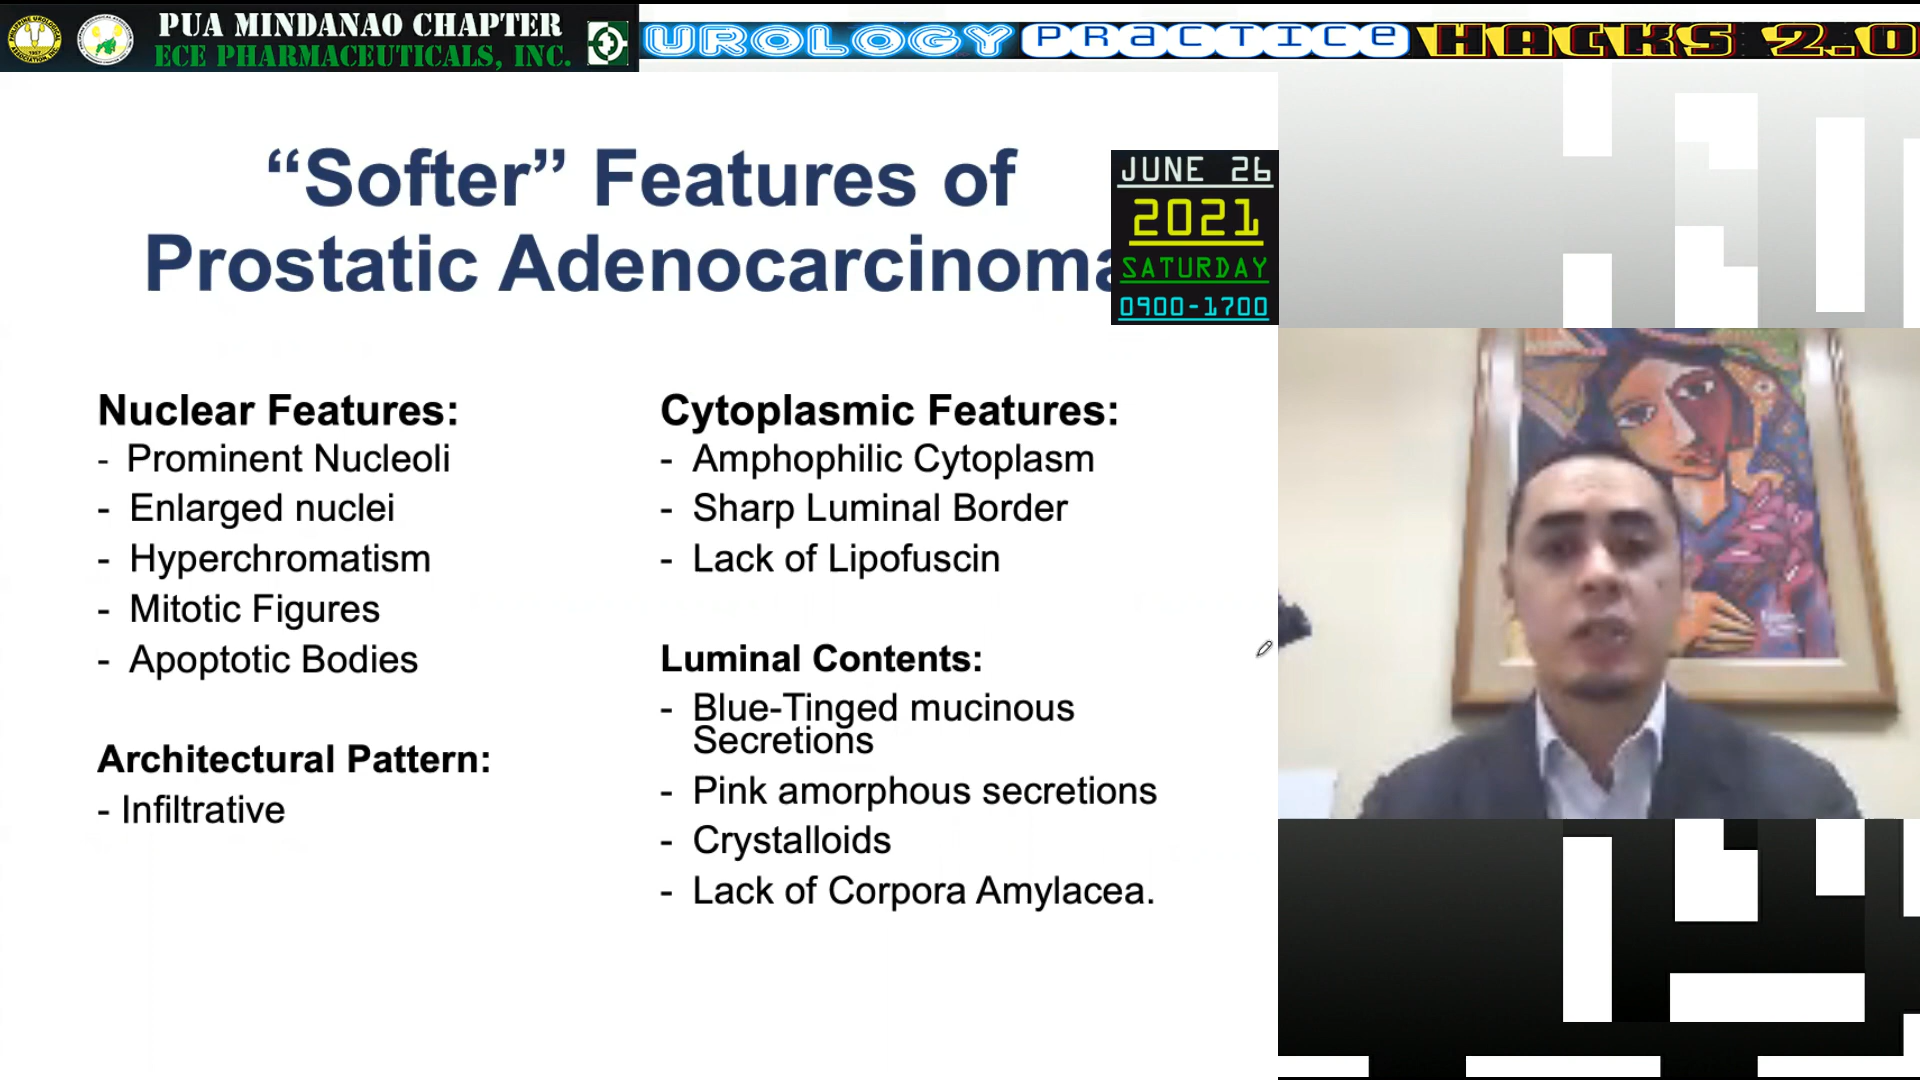 PUA MINDANAO CHAPTER
ECE PHARMACEUTICALS, INC.
UROLOGY PRACTICE HACKS 2.0
“Softer” Features of
Prostatic Adenocarcinoma
JUNE 26
2021
SATURDAY
0900-1700
Nuclear Features:
- Prominent Nucleoli
- Enlarged nuclei
- Hyperchromatism
- Mitotic Figures
- Apoptotic Bodies
Architectural Pattern:
- Infiltrative
Cytoplasmic Features:
- Amphophilic Cytoplasm
- Sharp Luminal Border
- Lack of Lipofuscin
Luminal Contents:
- Blue-Tinged mucinous
Secretions
- Pink amorphous secretions
- Crystalloids
- Lack of Corpora Amylacea.